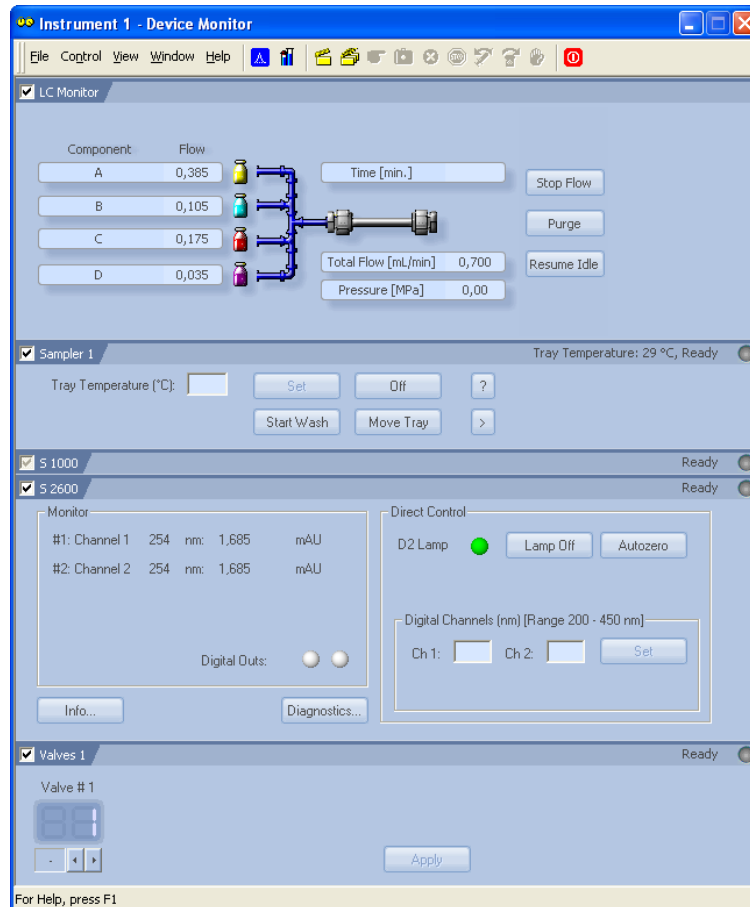 Instrument 1 - Device Monitor
File Control View Window Help
LC Monitor
Component Flow
A 0,385
Time [min.]
Stop Flow
B 0,105
Purge
C 0,175
Total Flow [mL/min] 0,700
Resume Idle
D 0,035
Pressure [MPa] 0,00
Sampler 1 Tray Temperature: 29 °C, Ready
Tray Temperature (°C): Set Off ?
Start Wash Move Tray >
S 1000 Ready
S 2600 Ready
Monitor
#1: Channel 1 254 nm: 1,685 mAU
#2: Channel 2 254 nm: 1,685 mAU
Digital Outs:
Direct Control
D2 Lamp Lamp Off Autozero
Digital Channels (nm) [Range 200 - 450 nm]
Ch 1: Ch 2: Set
Info... Diagnostics...
Valves 1 Ready
Valve # 1
1
-
Apply
For Help, press F1